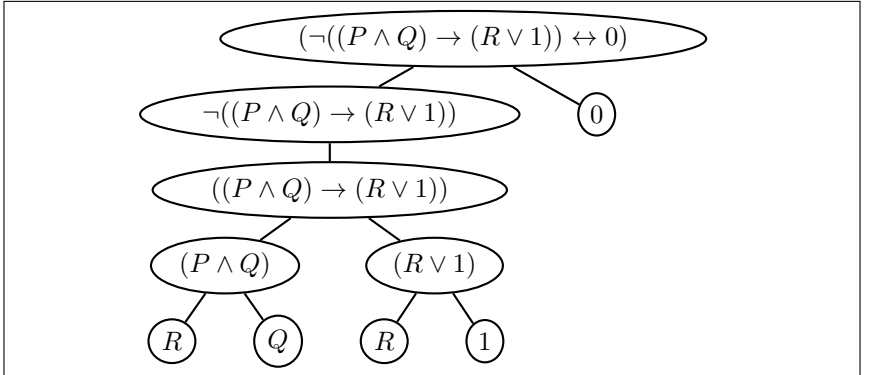 (¬((P ∧ Q) → (R ∨ 1)) ↔ 0)
¬((P ∧ Q) → (R ∨ 1)) 0
((P ∧ Q) → (R ∨ 1))
(P ∧ Q) (R ∨ 1)
R Q R 1